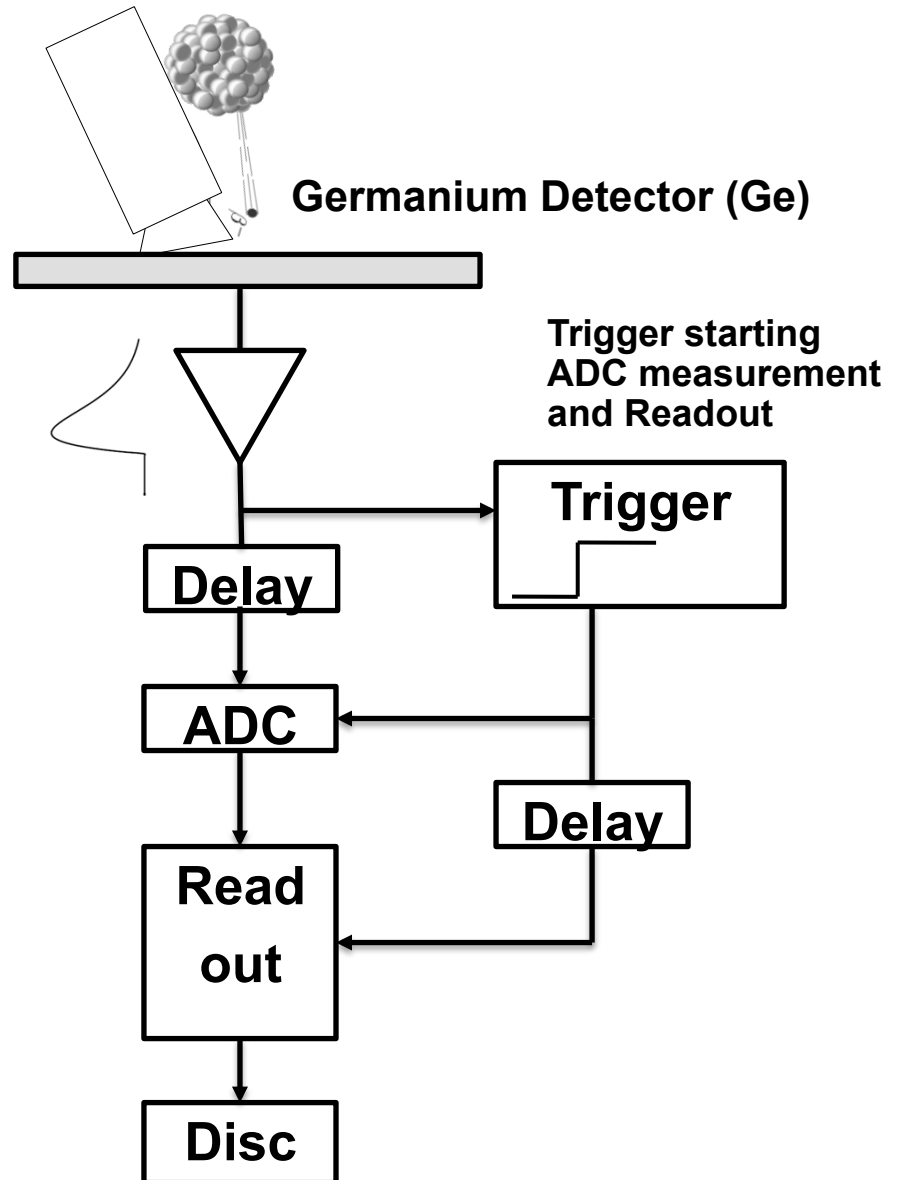 β-
Germanium Detector (Ge)
Trigger starting
ADC measurement
and Readout
Trigger
Delay
ADC
Delay
Read
out
Disc